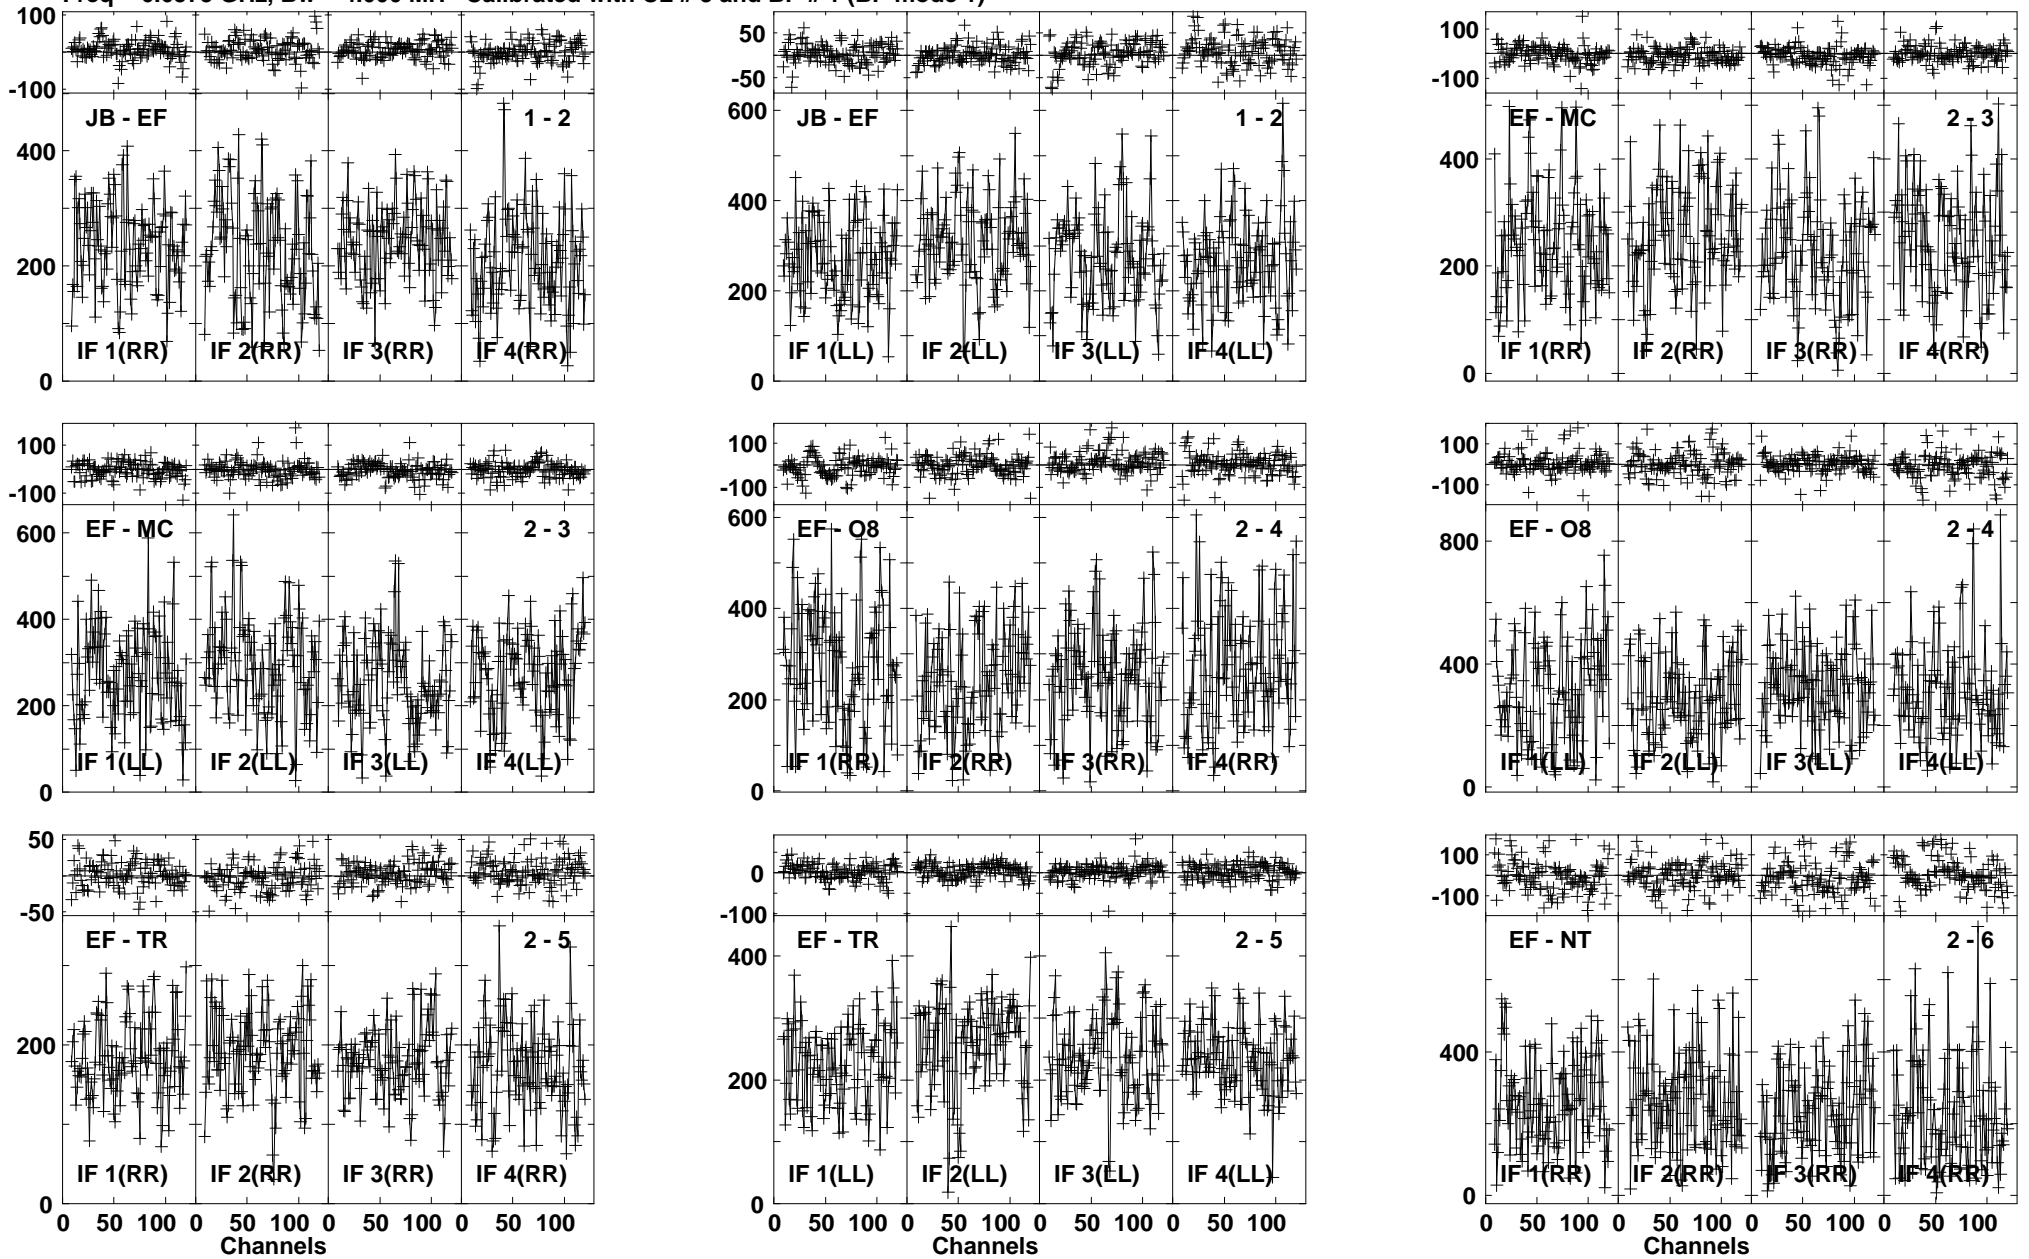 100
-100
JB - EF
1 - 2
400
200
0
IF 1(RR)
IF 2(RR)
IF 3(RR)
IF 4(RR)
50
-50
JB - EF
1 - 2
600
400
200
0
IF 1(LL)
IF 2(LL)
IF 3(LL)
IF 4(LL)
100
-100
EF - MC
2 - 3
400
200
0
IF 1(RR)
IF 2(RR)
IF 3(RR)
IF 4(RR)
100
-100
EF - MC
2 - 3
600
400
200
0
IF 1(LL)
IF 2(LL)
IF 3(LL)
IF 4(LL)
100
-100
EF - O8
2 - 4
600
400
200
0
IF 1(RR)
IF 2(RR)
IF 3(RR)
IF 4(RR)
100
-100
EF - O8
2 - 4
800
400
0
IF 1(LL)
IF 2(LL)
IF 3(LL)
IF 4(LL)
50
-50
EF - TR
2 - 5
200
0
IF 1(RR)
IF 2(RR)
IF 3(RR)
IF 4(RR)
0 50 100 0 50 100 0 50 100 0 50 100
Channels
0
-100
EF - TR
2 - 5
400
200
0
IF 1(LL)
IF 2(LL)
IF 3(LL)
IF 4(LL)
0 50 100 0 50 100 0 50 100 0 50 100
Channels
100
-100
EF - NT
2 - 6
400
0
IF 1(RR)
IF 2(RR)
IF 3(RR)
IF 4(RR)
0 50 100 0 50 100 0 50 100 0 50 100
Channels